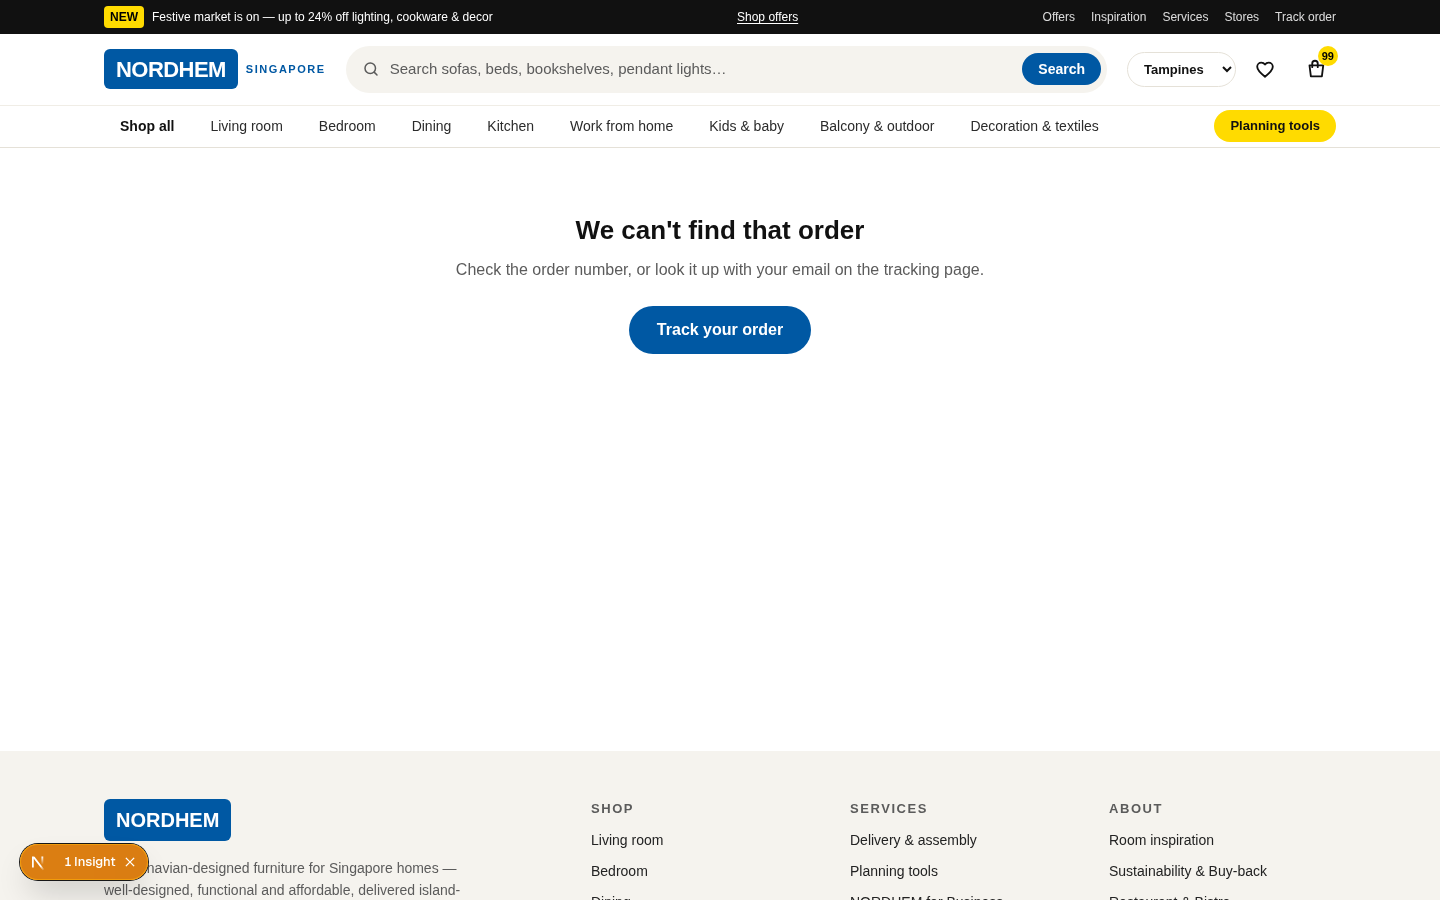 NEW Festive market is on — up to 24% off lighting, cookware & decor Shop offers Offers Inspiration Services Stores Track order
NORDHEM SINGAPORE Search sofas, beds, bookshelves, pendant lights… Search Tampines 99
Shop all Living room Bedroom Dining Kitchen Work from home Kids & baby Balcony & outdoor Decoration & textiles Planning tools
We can't find that order
Check the order number, or look it up with your email on the tracking page.
Track your order
NORDHEM
SHOP
SERVICES
ABOUT
Living room
Delivery & assembly
Room inspiration
1 Insight
navian-designed furniture for Singapore homes —
Bedroom
Planning tools
Sustainability & Buy-back
well-designed, functional and affordable, delivered island-